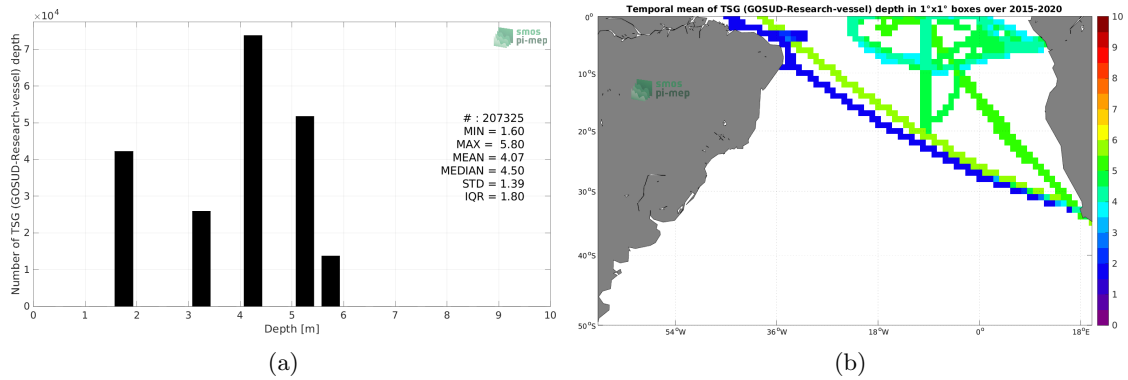 ×10⁴
7
6
5
4
3
2
1
0
Number of TSG (GOSUD-Research-vessel) depth
smos
pi-mep
# : 207325
MIN = 1.60
MAX = 5.80
MEAN = 4.07
MEDIAN = 4.50
STD = 1.39
IQR = 1.80
0 1 2 3 4 5 6 7 8 9 10
Depth [m]
(a)
Temporal mean of TSG (GOSUD-Research-vessel) depth in 1°x1° boxes over 2015-2020
0°
10°S
20°S
30°S
40°S
50°S
smos
pi-mep
54°W 36°W 18°W 0° 18°E
10
9
8
7
6
5
4
3
2
1
0
(b)